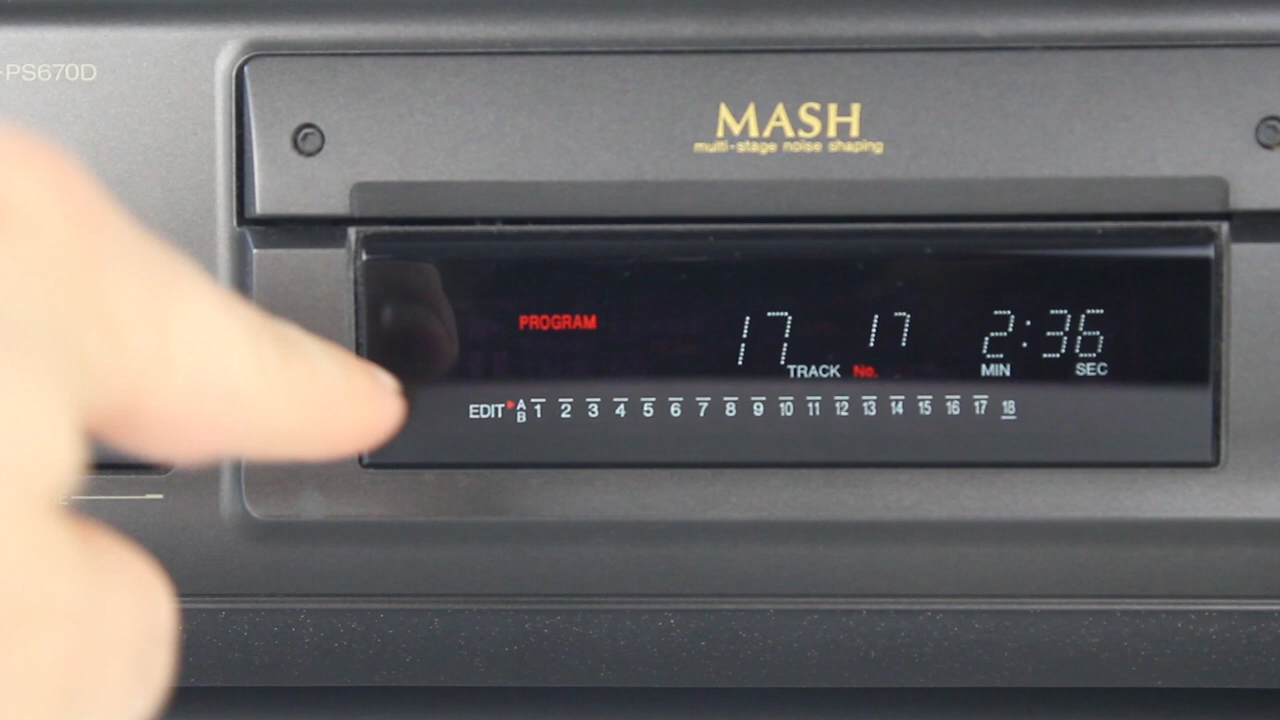 -PS670D
MASH
multi-stage noise shaping
PROGRAM
17 17 2:36
TRACK No. MIN SEC
EDIT A 1 2 3 4 5 6 7 8 9 10 11 12 13 14 15 16 17 18
B